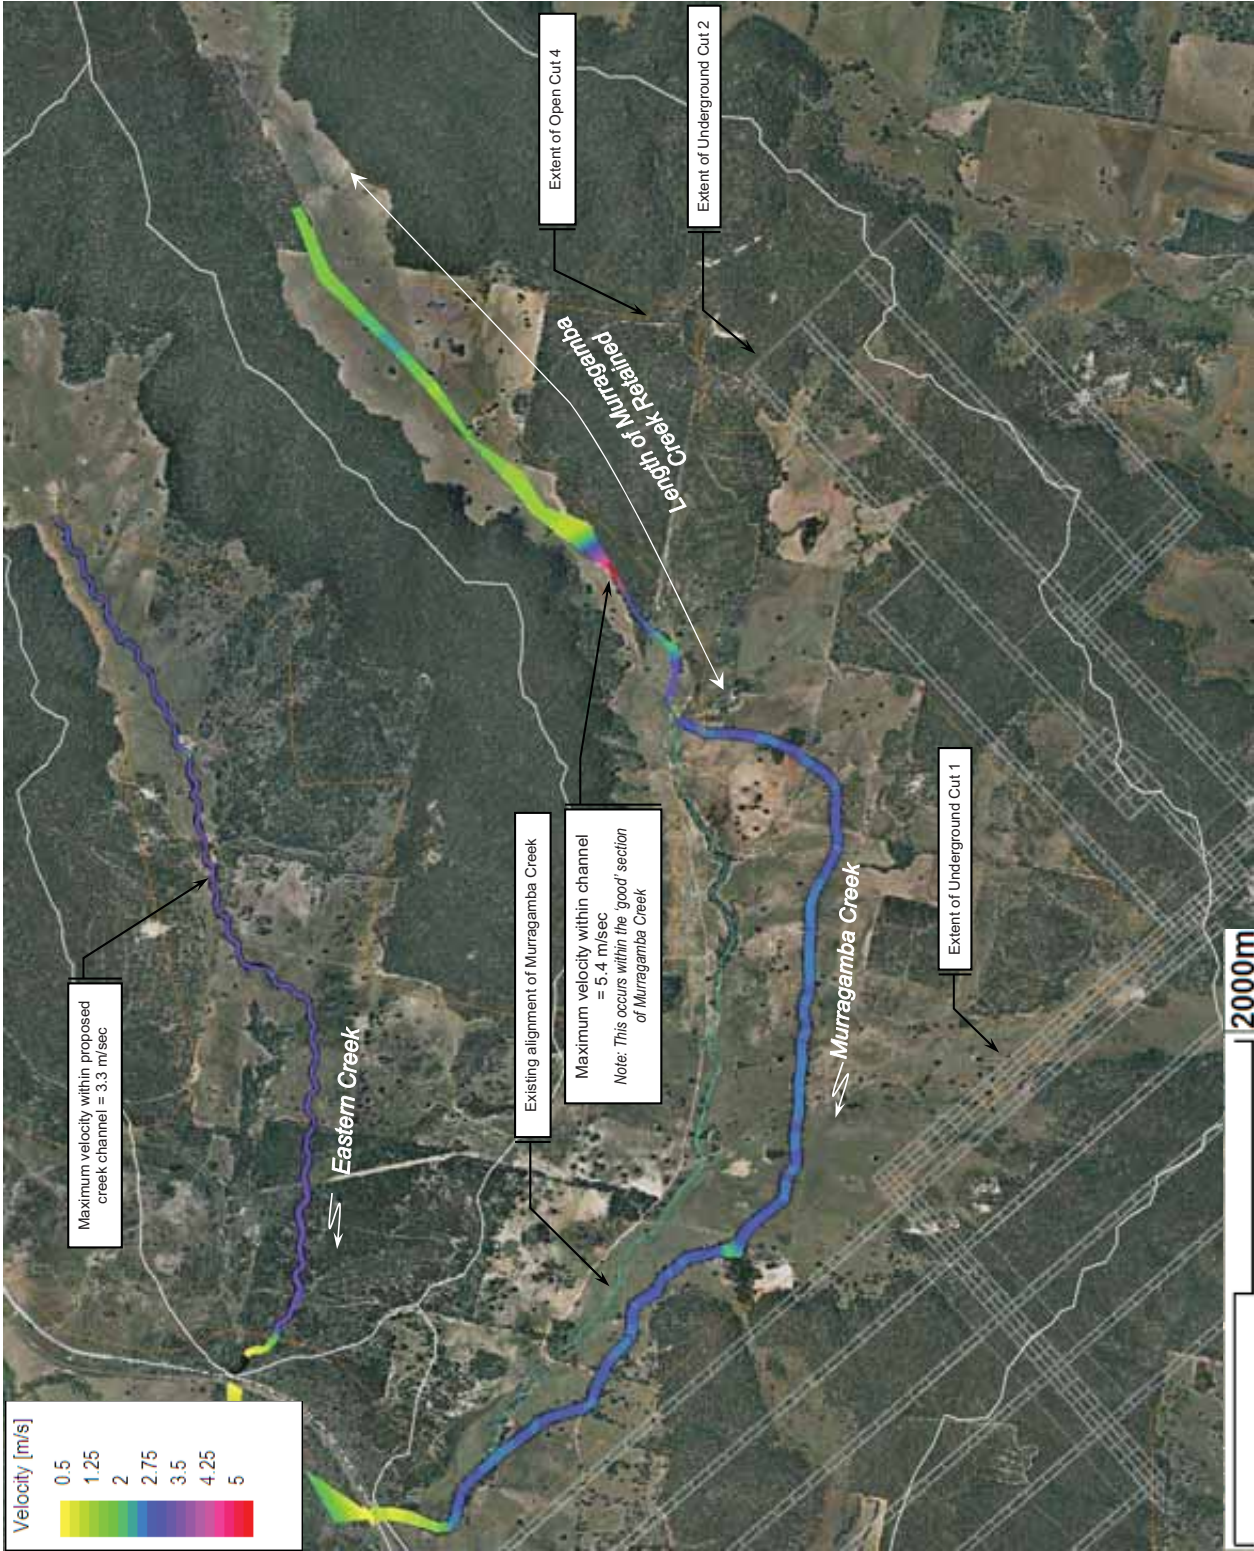 Velocity [m/s]
0.5
1.25
2
2.75
3.5
4.25
5
Maximum velocity within proposed
creek channel = 3.3 m/sec
Eastern Creek
Existing alignment of Murragamba Creek
Maximum velocity within channel
= 5.4 m/sec
Note: This occurs within the 'good' section
of Murragamba Creek
Length of Murragamba
Creek Retained
Extent of Open Cut 4
Extent of Underground Cut 2
Murragamba Creek
Extent of Underground Cut 1
2000m